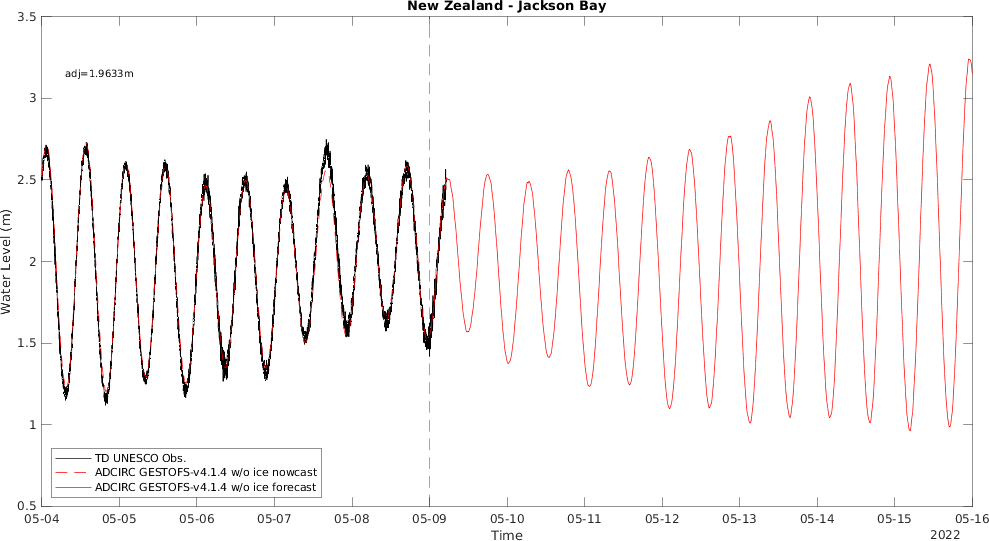 New Zealand - Jackson Bay
3.5
adj=1.9633m
3
2.5
2
1.5
1
0.5
Water Level (m)
TD UNESCO Obs.
ADCIRC GESTOFS-v4.1.4 w/o ice nowcast
ADCIRC GESTOFS-v4.1.4 w/o ice forecast
05-04 05-05 05-06 05-07 05-08 05-09 05-10 05-11 05-12 05-13 05-14 05-15 05-16
Time
2022